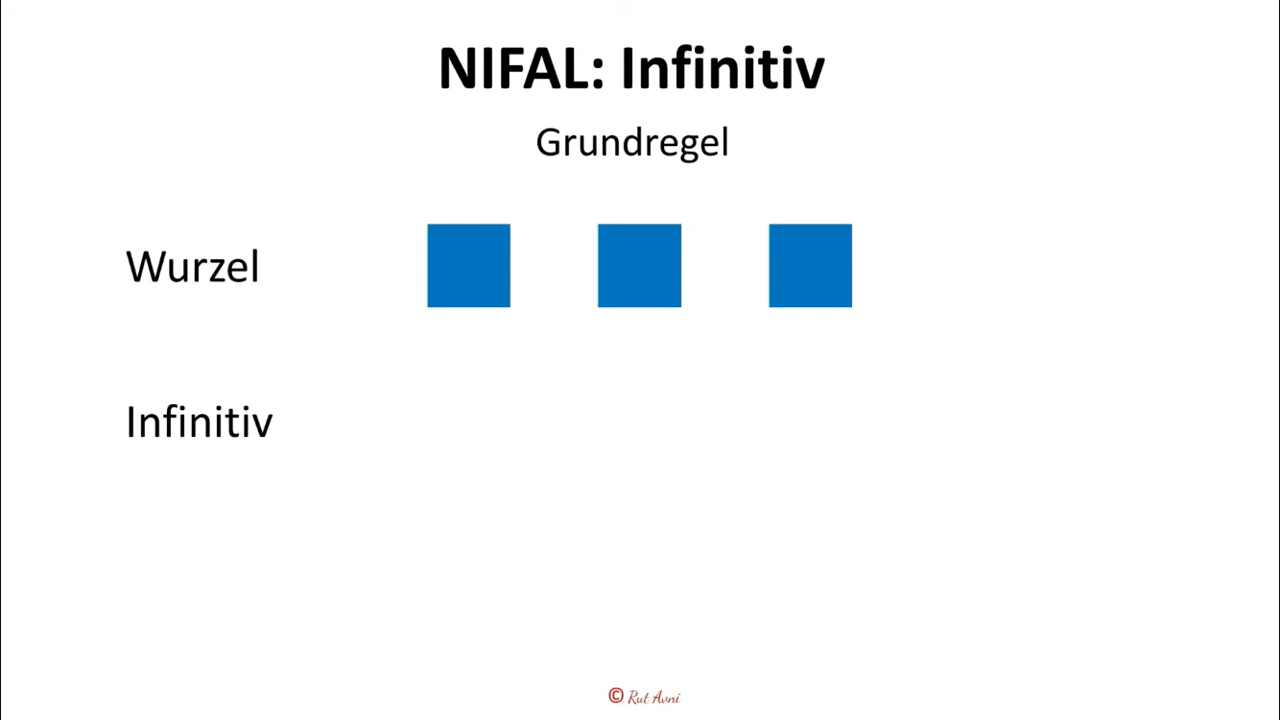 NIFAL: Infinitiv
Grundregel
Wurzel
Infinitiv
© Rut Avni